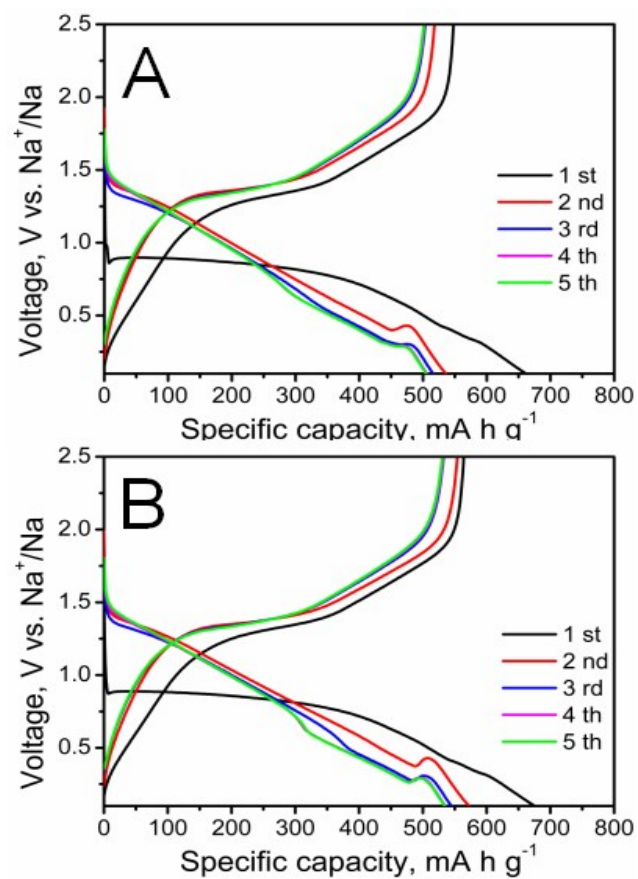 A
2.5
2.0
1.5
1.0
0.5
Voltage, V vs. Na⁺/Na
1 st
2 nd
3 rd
4 th
5 th
0 100 200 300 400 500 600 700 800
Specific capacity, mA h g⁻¹
B
2.5
2.0
1.5
1.0
0.5
Voltage, V vs. Na⁺/Na
1 st
2 nd
3 rd
4 th
5 th
0 100 200 300 400 500 600 700 800
Specific capacity, mA h g⁻¹